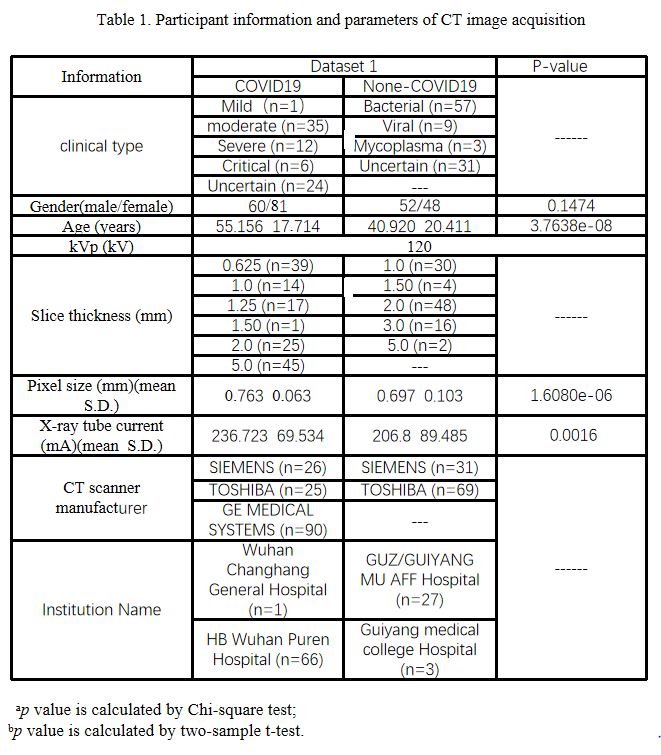 Table 1. Participant information and parameters of CT image acquisition
Information
Dataset 1
P-value
COVID19
None-COVID19
clinical type
Mild (n=1)
Bacterial (n=57)
------
moderate (n=35)
Viral (n=9)
Severe (n=12)
Mycoplasma (n=3)
Critical (n=6)
Uncertain (n=31)
Uncertain (n=24)
---
Gender(male/female)
60/81
52/48
0.1474
Age (years)
55.156 17.714
40.920 20.411
3.7638e-08
kVp (kV)
120
Slice thickness (mm)
0.625 (n=39)
1.0 (n=30)
------
1.0 (n=14)
1.50 (n=4)
1.25 (n=17)
2.0 (n=48)
1.50 (n=1)
3.0 (n=16)
2.0 (n=25)
5.0 (n=2)
5.0 (n=45)
---
Pixel size (mm)(mean
S.D.)
0.763 0.063
0.697 0.103
1.6080e-06
X-ray tube current
(mA)(mean S.D.)
236.723 69.534
206.8 89.485
0.0016
CT scanner
manufacturer
SIEMENS (n=26)
SIEMENS (n=31)
TOSHIBA (n=25)
TOSHIBA (n=69)
GE MEDICAL
SYSTEMS (n=90)
---
------
Institution Name
Wuhan
Changhang
General Hospital
(n=1)
GUZ/GUIYANG
MU AFF Hospital
(n=27)
HB Wuhan Puren
Hospital (n=66)
Guiyang medical
college Hospital
(n=3)
ap value is calculated by Chi-square test;
bp value is calculated by two-sample t-test.